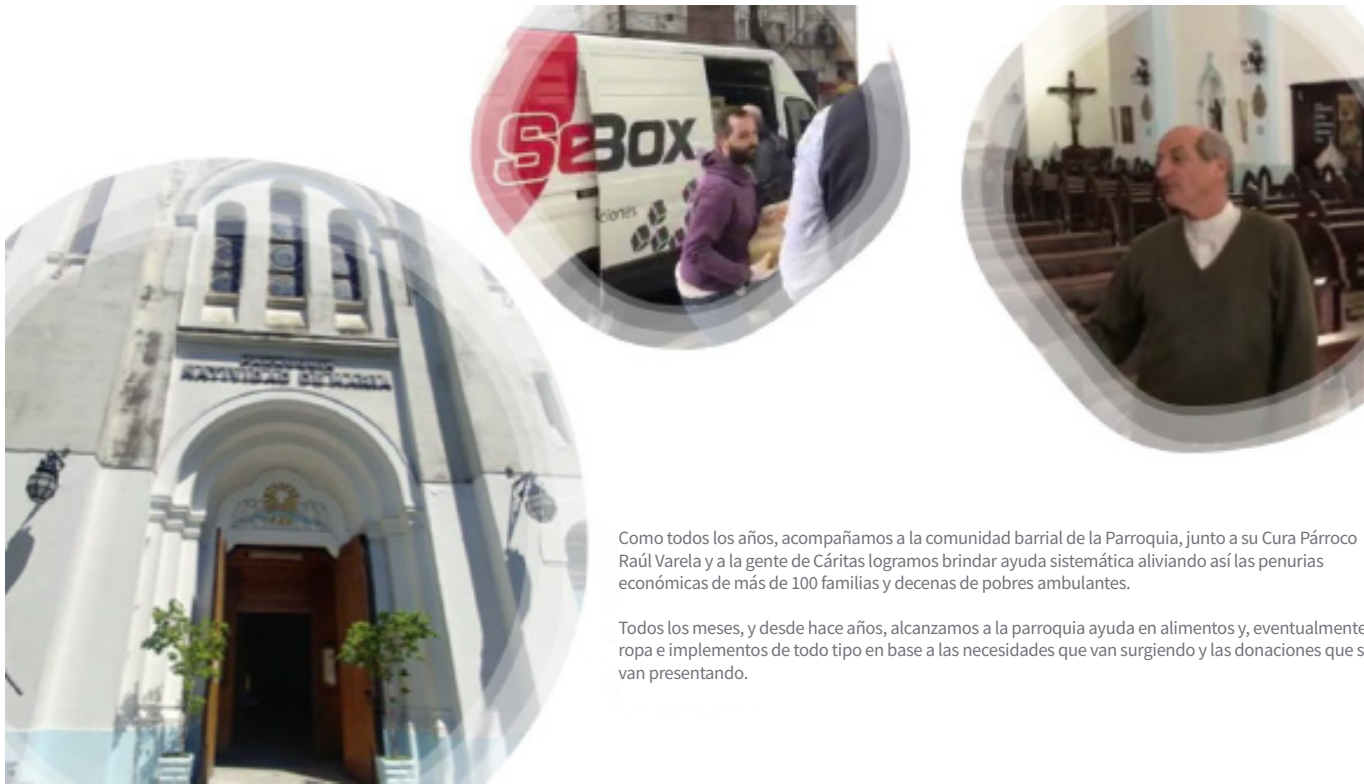 SeBox
ciones
PARROQUIA
NATIVIDAD DE MARIA
Como todos los años, acompañamos a la comunidad barrial de la Parroquia, junto a su Cura Párroco
Raúl Varela y a la gente de Cáritas logramos brindar ayuda sistemática aliviando así las penurias
económicas de más de 100 familias y decenas de pobres ambulantes.
Todos los meses, y desde hace años, alcanzamos a la parroquia ayuda en alimentos y, eventualmente
ropa e implementos de todo tipo en base a las necesidades que van surgiendo y las donaciones que s
van presentando.